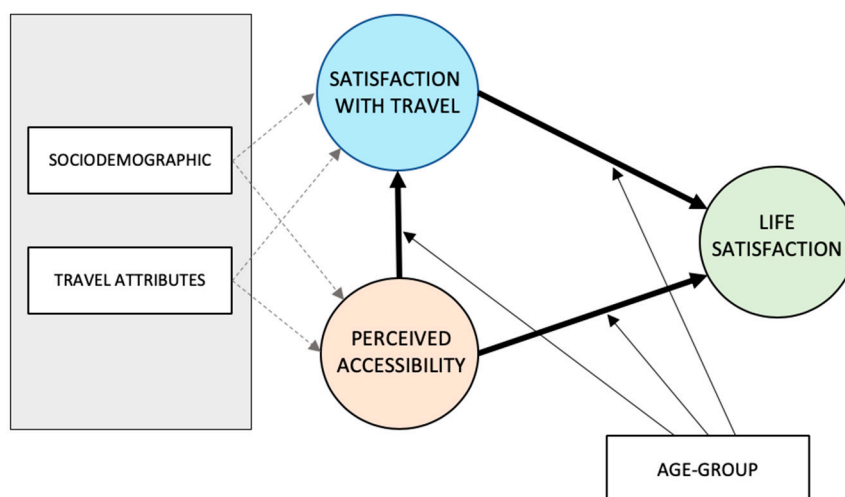 SATISFACTION
WITH TRAVEL
SOCIODEMOGRAPHIC
TRAVEL ATTRIBUTES
LIFE
SATISFACTION
PERCEIVED
ACCESSIBILITY
AGE-GROUP